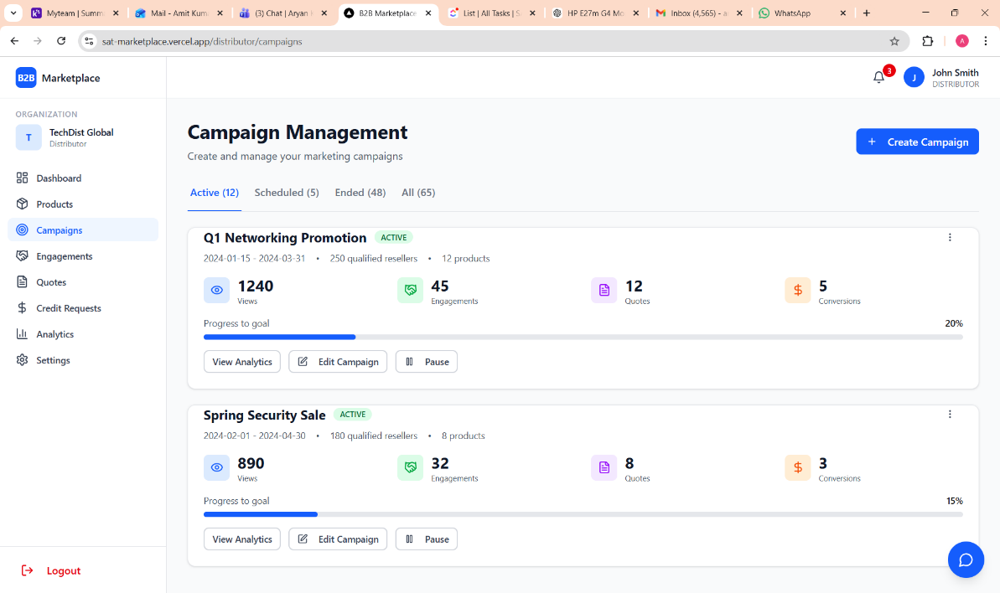 Myteam | Summ
Mail - Amit Kum
(3) Chat | Aryan
B2B Marketplace
List | All Tasks | S
HP E27m G4 Mo
Inbox (4,565) - a
WhatsApp
sat-marketplace.vercel.app/distributor/campaigns
A
B2B Marketplace
3
J
John Smith
DISTRIBUTOR
ORGANIZATION
T
TechDist Global
Distributor
Dashboard
Products
Campaigns
Engagements
Quotes
Credit Requests
Analytics
Settings
Logout
Campaign Management
Create and manage your marketing campaigns
+ Create Campaign
Active (12) Scheduled (5) Ended (48) All (65)
Q1 Networking Promotion ACTIVE
2024-01-15 - 2024-03-31 • 250 qualified resellers • 12 products
1240 45 12 5
Views Engagements Quotes Conversions
Progress to goal 20%
View Analytics Edit Campaign Pause
Spring Security Sale ACTIVE
2024-02-01 - 2024-04-30 • 180 qualified resellers • 8 products
890 32 8 3
Views Engagements Quotes Conversions
Progress to goal 15%
View Analytics Edit Campaign Pause